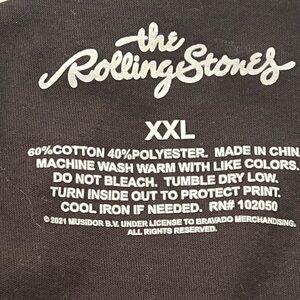 the
Rolling Stones
XXL
60%COTTON 40%POLYESTER. MADE IN CHIN
MACHINE WASH WARM WITH LIKE COLORS.
DO NOT BLEACH. TUMBLE DRY LOW.
TURN INSIDE OUT TO PROTECT PRINT.
COOL IRON IF NEEDED. RN# 102050
© 2021 MUSIDOR B.V. UNDER LICENSE TO BRAVADO MERCHANDISING.
ALL RIGHTS RESERVED.